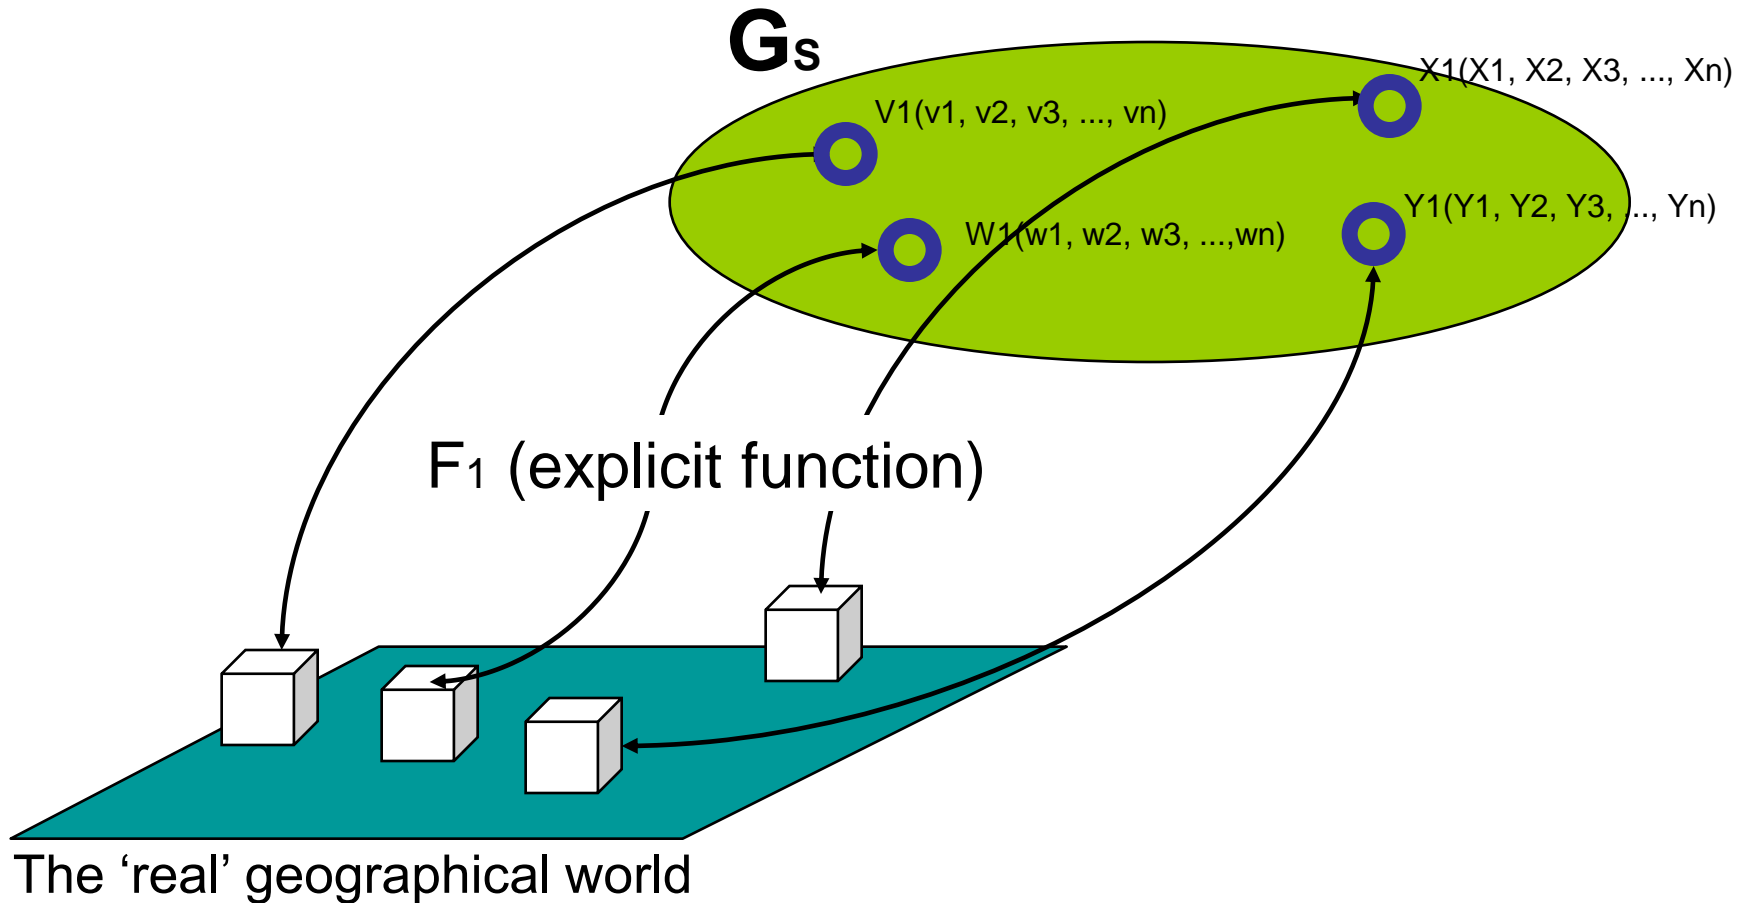 Gs
X1(X1, X2, X3, ..., Xn)
V1(v1, v2, v3, ..., vn)
Y1(Y1, Y2, Y3, ..., Yn)
W1(w1, w2, w3, ...,wn)
F1 (explicit function)
The ‘real’ geographical world